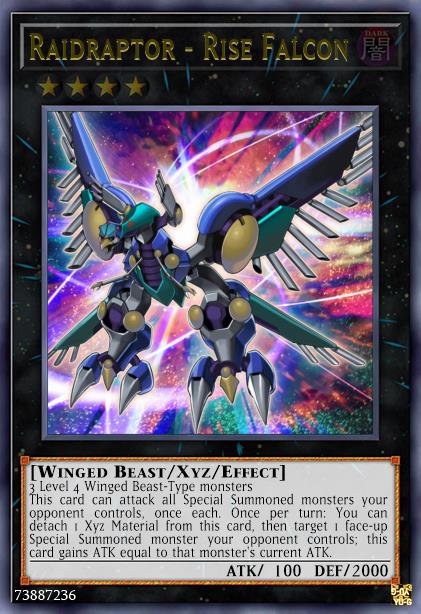 RAIDRAPTOR - RISE FALCON
DARK
闇
[WINGED BEAST/XYZ/EFFECT]
3 Level 4 Winged Beast-Type monsters
This card can attack all Special Summoned monsters your
opponent controls, once each. Once per turn: You can
detach 1 Xyz Material from this card, then target 1 face-up
Special Summoned monster your opponent controls; this
card gains ATK equal to that monster's current ATK.
ATK/ 100 DEF/2000
73887236